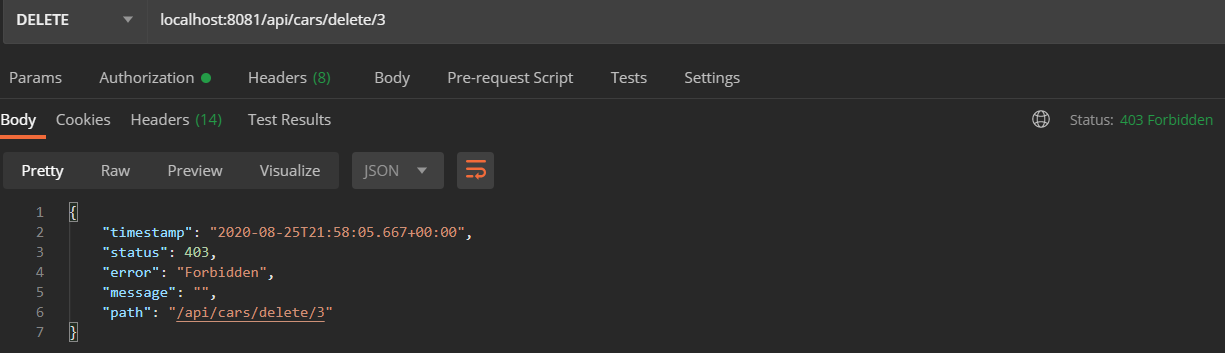 DELETE localhost:8081/api/cars/delete/3
Params Authorization Headers (8) Body Pre-request Script Tests Settings
Body Cookies Headers (14) Test Results Status: 403 Forbidden
Pretty Raw Preview Visualize JSON
1 {
2 "timestamp": "2020-08-25T21:58:05.667+00:00",
3 "status": 403,
4 "error": "Forbidden",
5 "message": "",
6 "path": "/api/cars/delete/3"
7 }